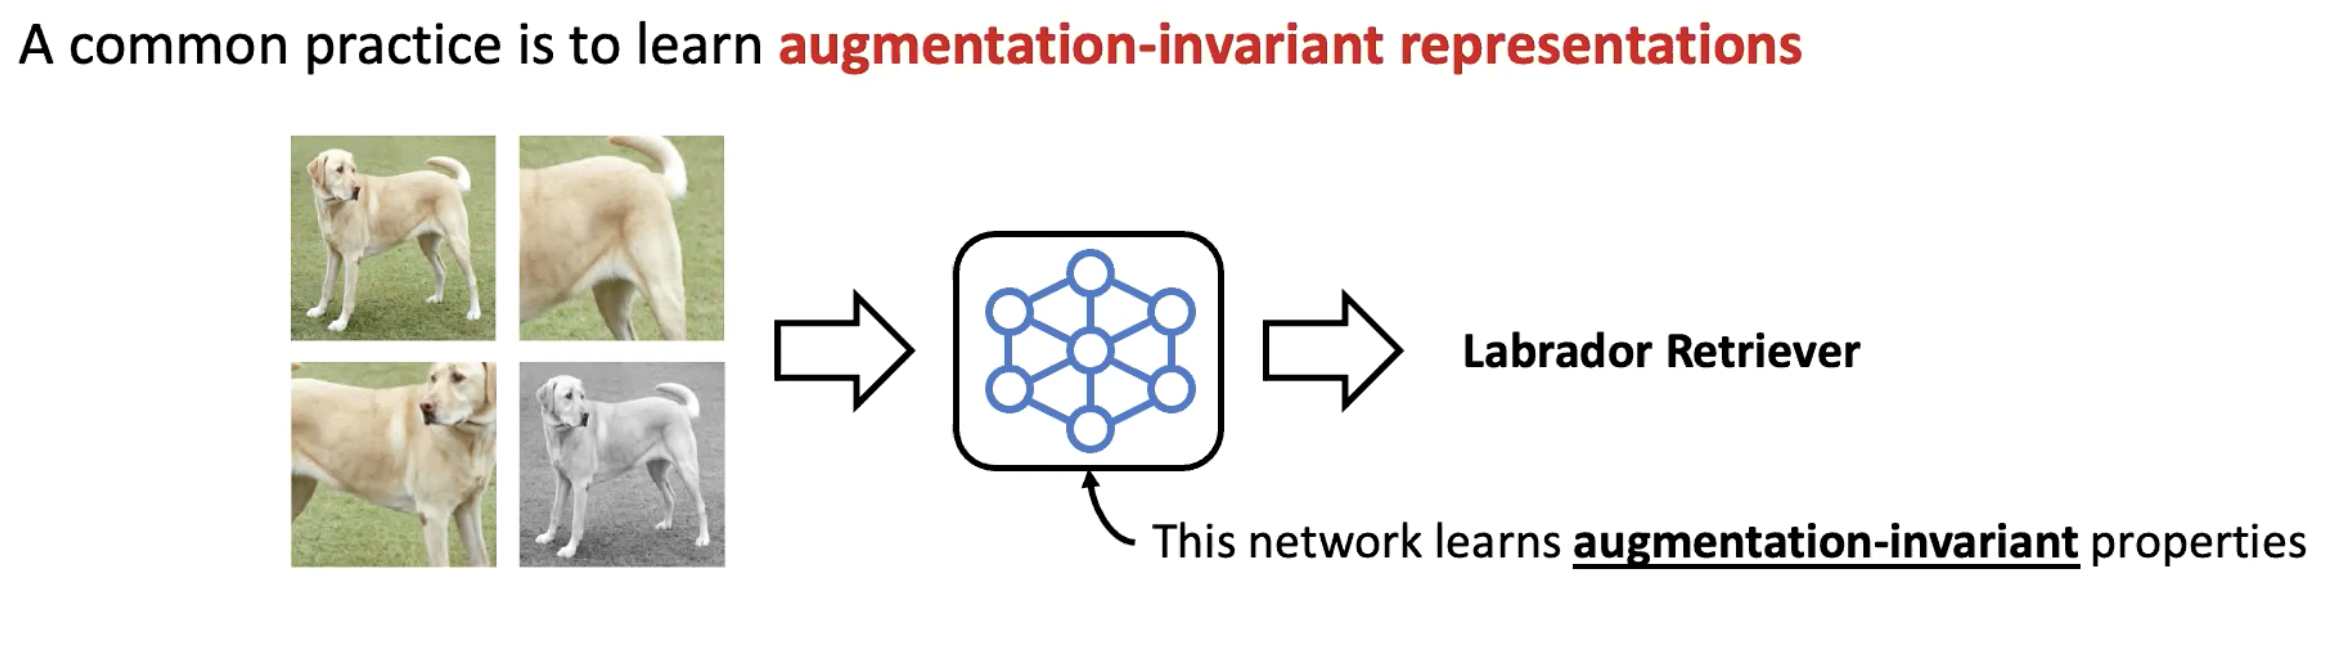 A common practice is to learn augmentation-invariant representations
Labrador Retriever
This network learns augmentation-invariant properties